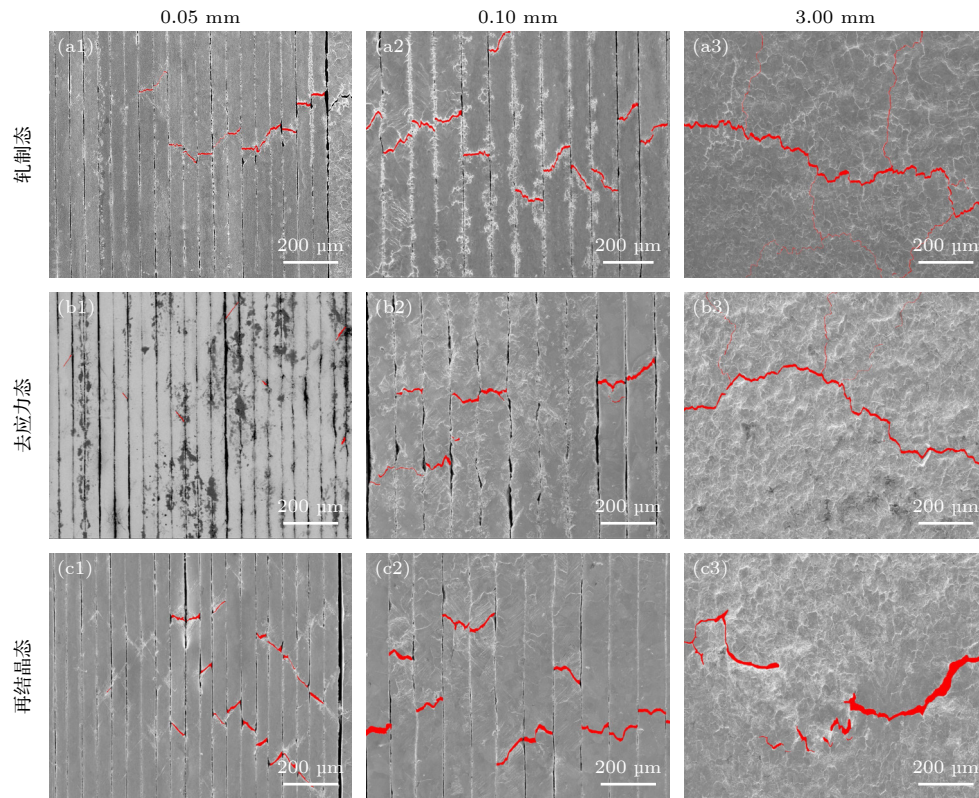 0.05 mm 0.10 mm 3.00 mm
轧制态
(a1) (a2) (a3)
200 μm 200 μm 200 μm
去应力态
(b1) (b2) (b3)
200 μm 200 μm 200 μm
再结晶态
(c1) (c2) (c3)
200 μm 200 μm 200 μm